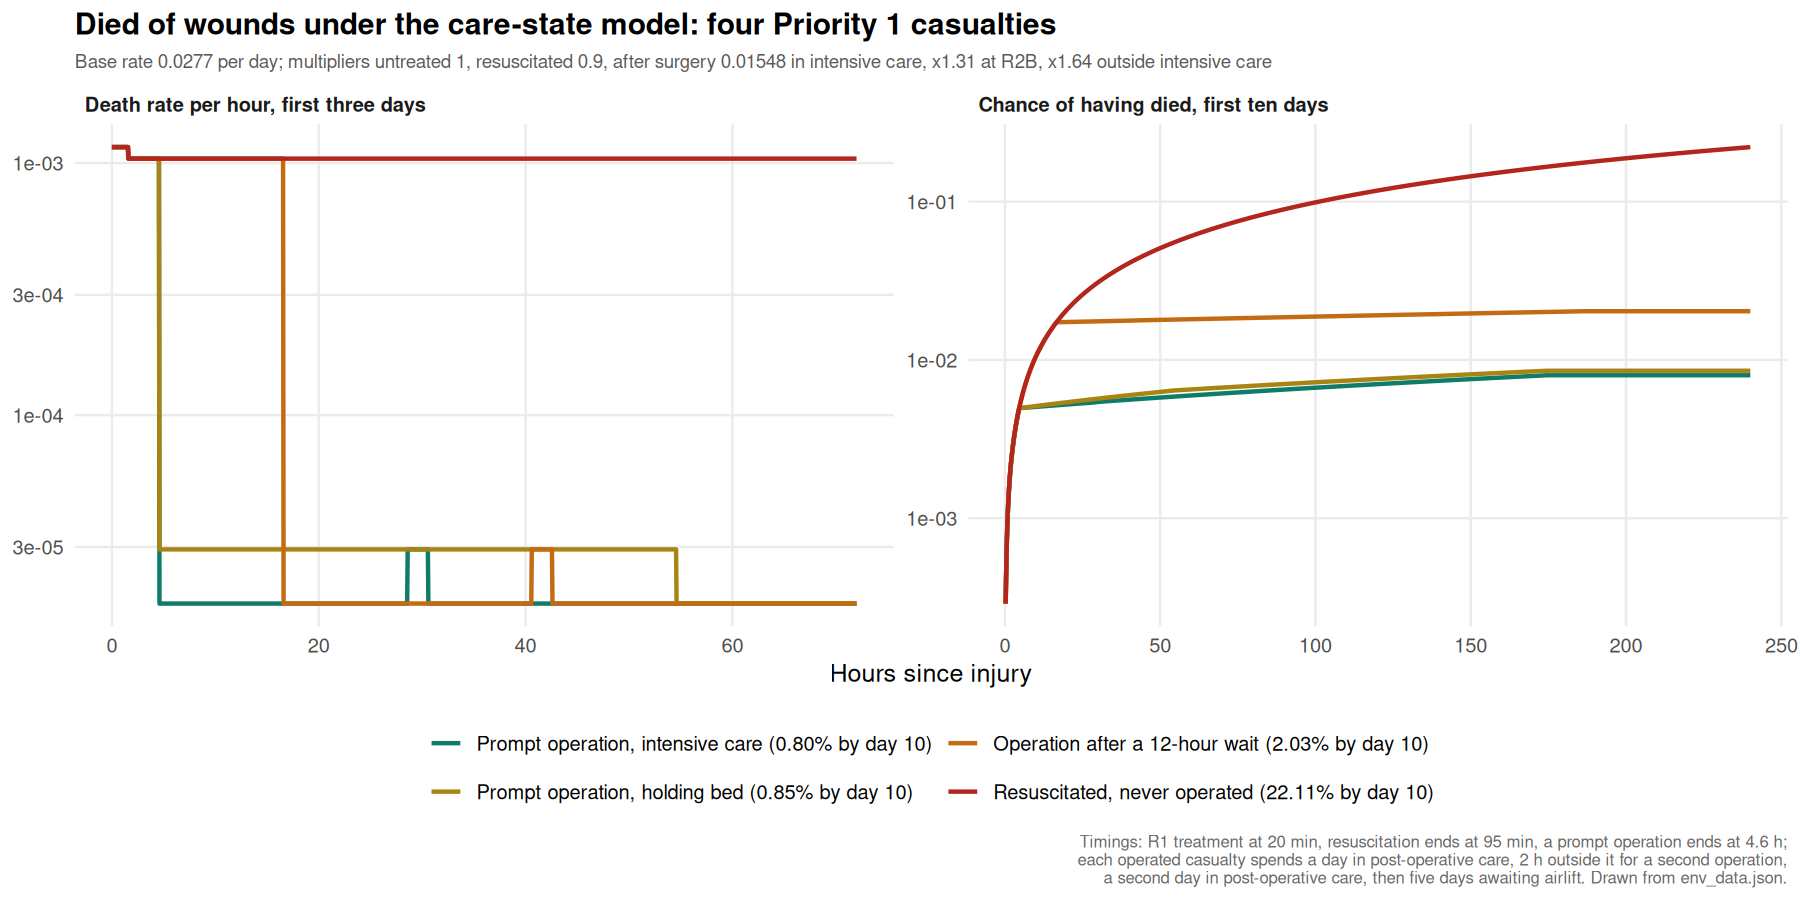 Died of wounds under the care-state model: four Priority 1 casualties
Base rate 0.0277 per day; multipliers untreated 1, resuscitated 0.9, after surgery 0.01548 in intensive care, x1.31 at R2B, x1.64 outside intensive care
Death rate per hour, first three days
1e-03
3e-04
1e-04
3e-05
0 20 40 60
Chance of having died, first ten days
1e-01
1e-02
1e-03
0 50 100 150 200 250
Hours since injury
Prompt operation, intensive care (0.80% by day 10)
Operation after a 12-hour wait (2.03% by day 10)
Prompt operation, holding bed (0.85% by day 10)
Resuscitated, never operated (22.11% by day 10)
Timings: R1 treatment at 20 min, resuscitation ends at 95 min, a prompt operation ends at 4.6 h;
each operated casualty spends a day in post-operative care, 2 h outside it for a second operation,
a second day in post-operative care, then five days awaiting airlift. Drawn from env_data.json.